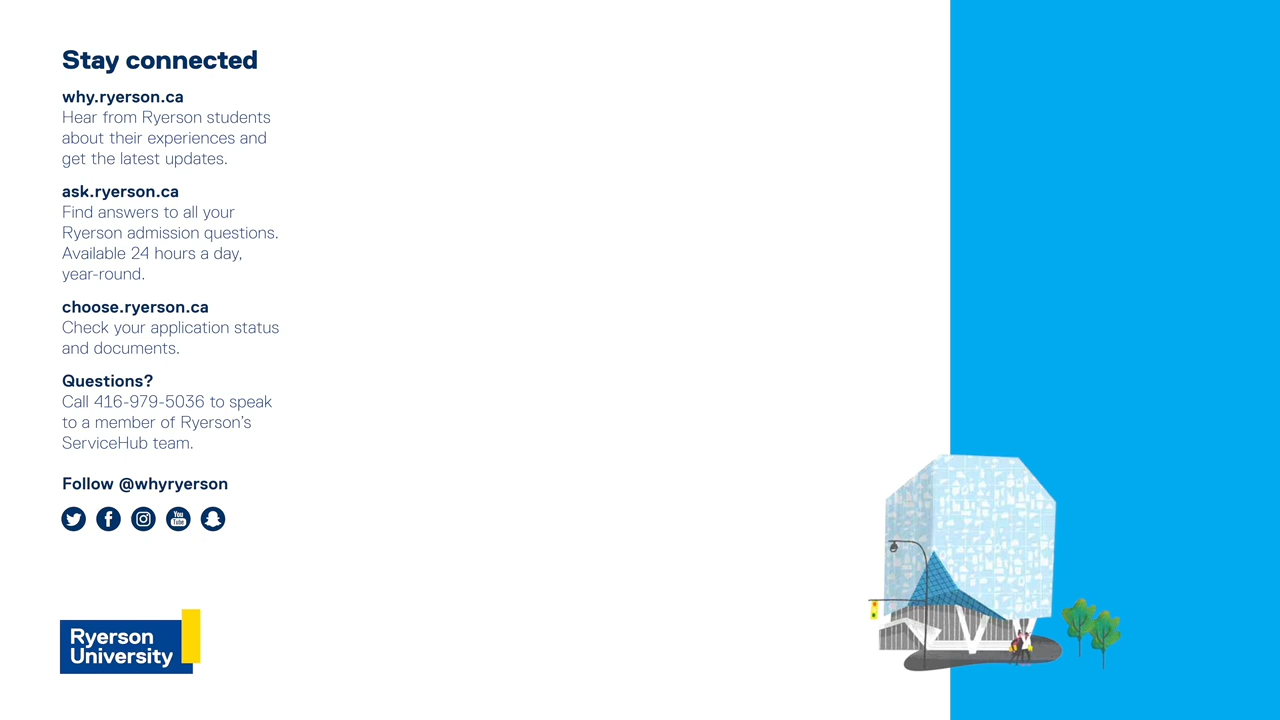 Stay connected
why.ryerson.ca
Hear from Ryerson students
about their experiences and
get the latest updates.
ask.ryerson.ca
Find answers to all your
Ryerson admission questions.
Available 24 hours a day,
year-round.
choose.ryerson.ca
Check your application status
and documents.
Questions?
Call 416-979-5036 to speak
to a member of Ryerson's
ServiceHub team.
Follow @whyryerson
You
Tube
Ryerson
University